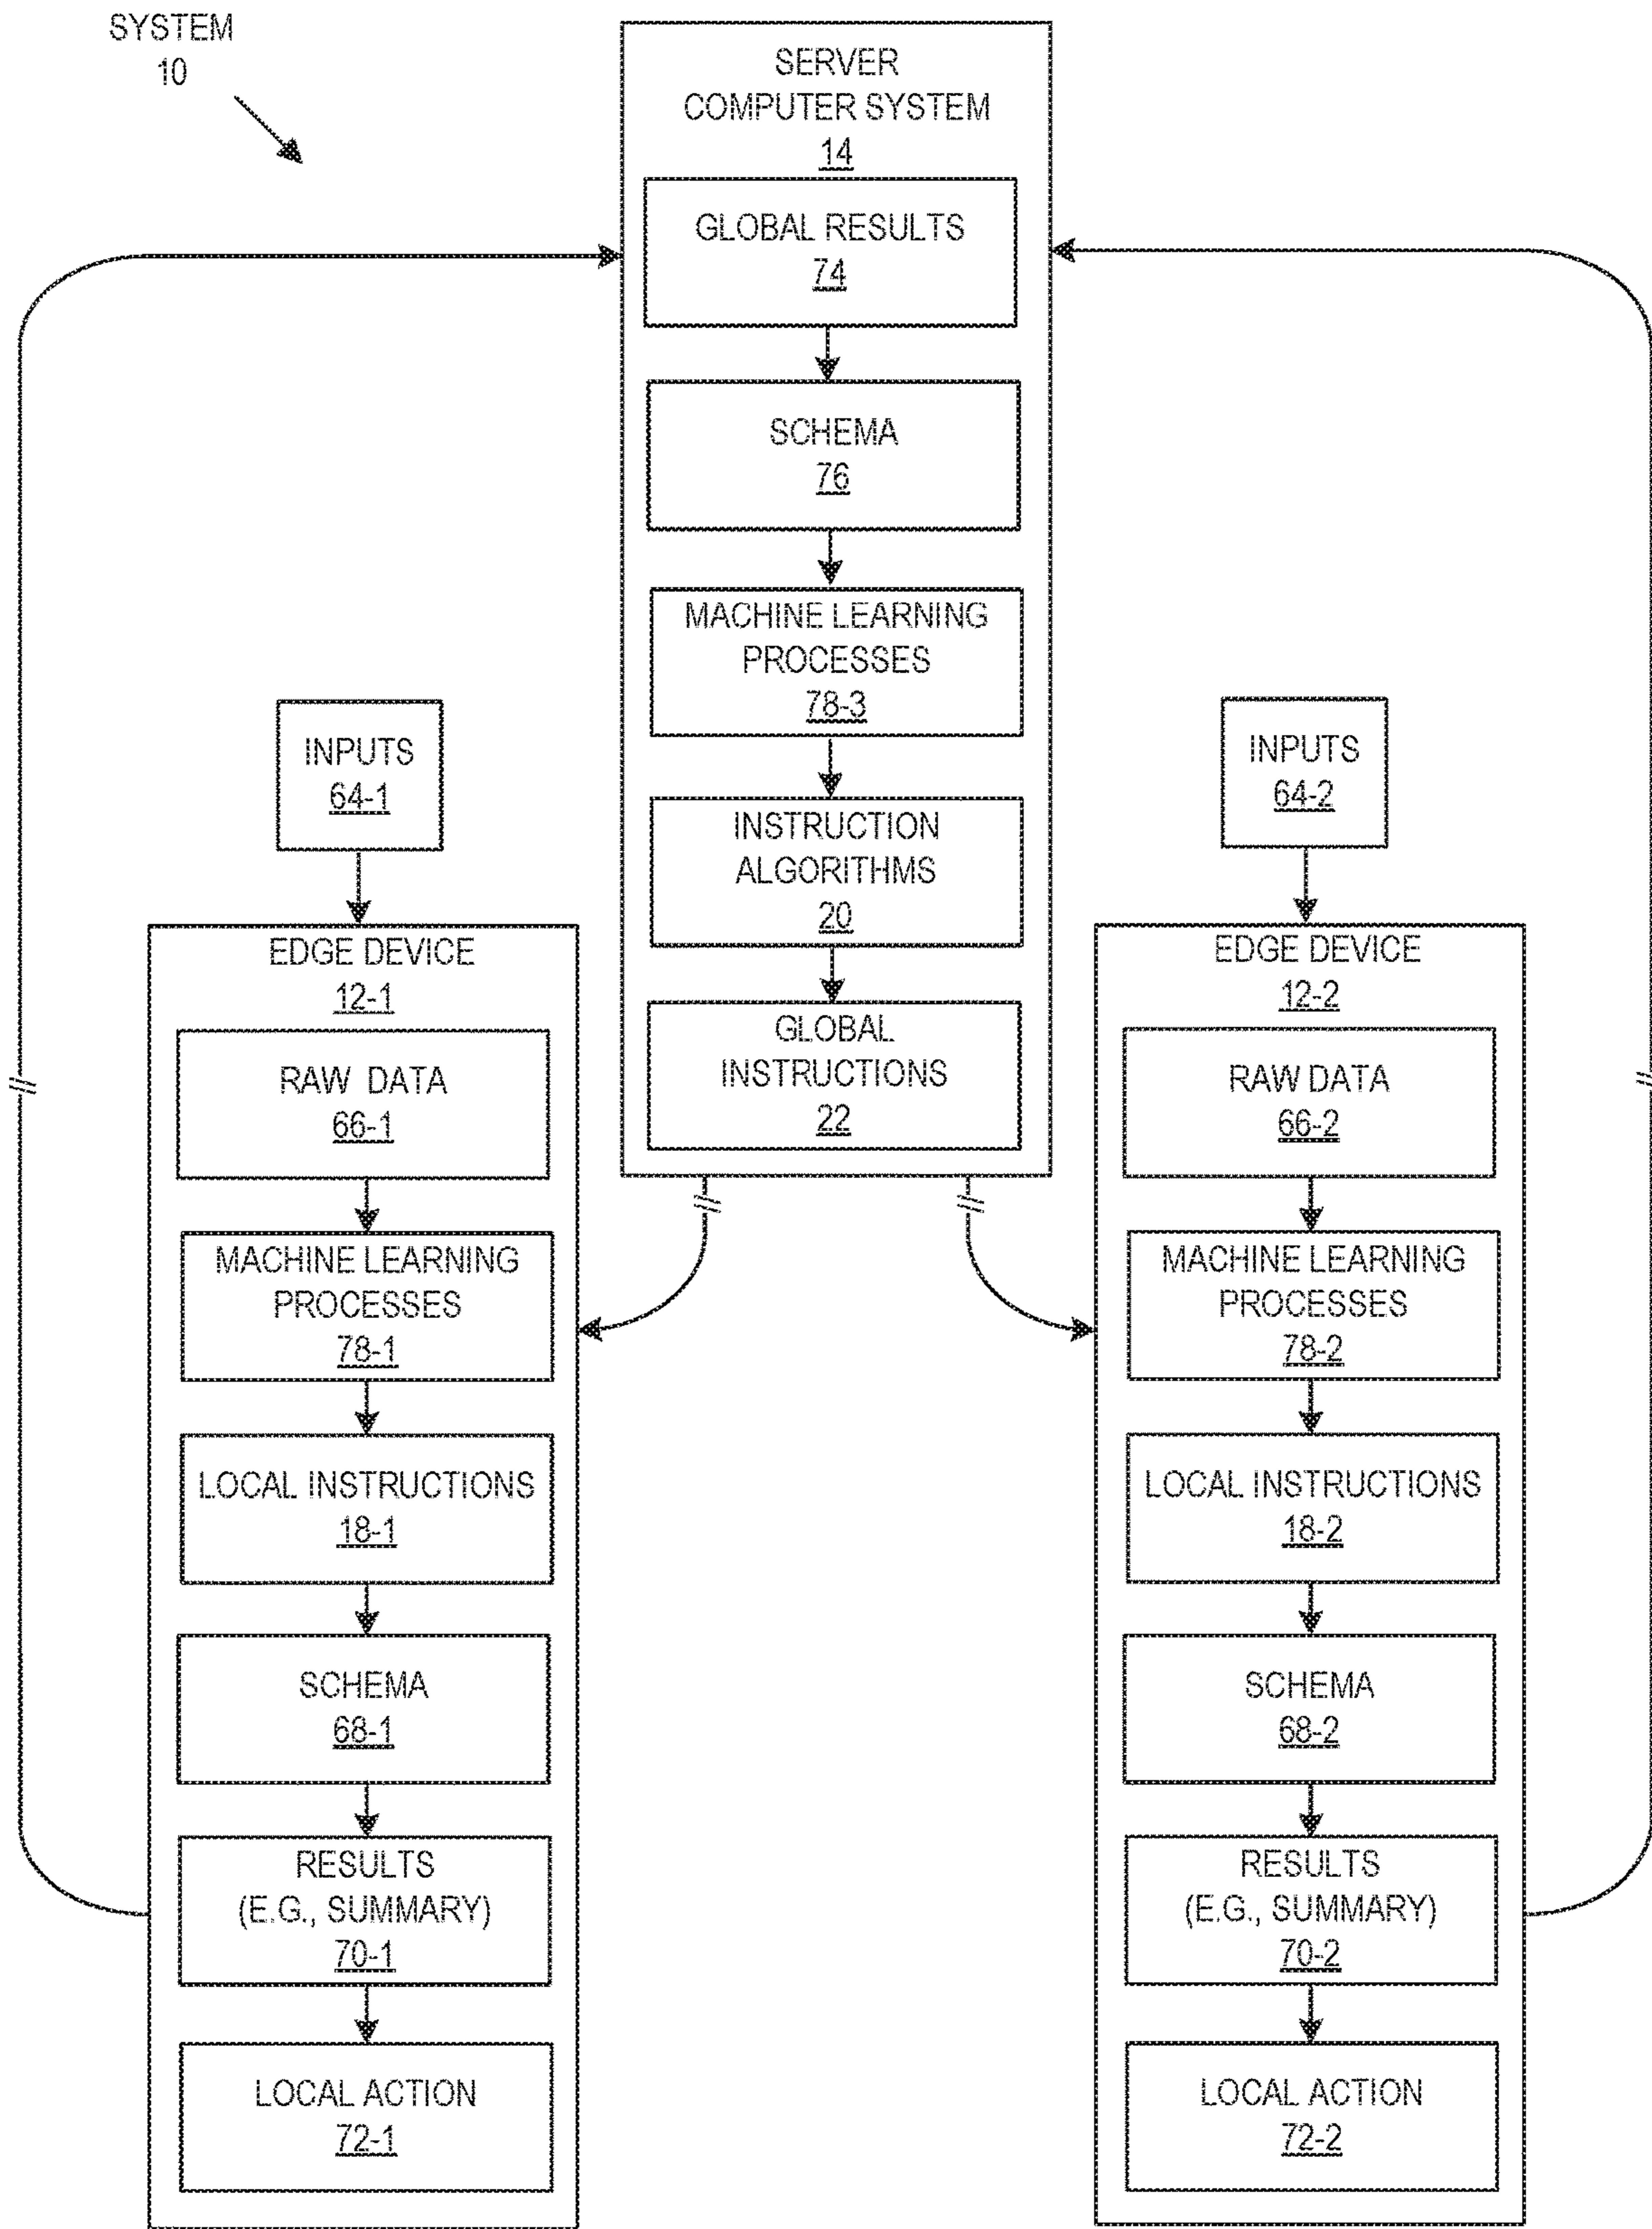 SYSTEM
10
SERVER
COMPUTER SYSTEM
14
GLOBAL RESULTS
74
SCHEMA
76
MACHINE LEARNING
PROCESSES
78-3
INSTRUCTION
ALGORITHMS
20
GLOBAL
INSTRUCTIONS
22
INPUTS
64-1
EDGE DEVICE
12-1
RAW DATA
66-1
MACHINE LEARNING
PROCESSES
78-1
LOCAL INSTRUCTIONS
18-1
SCHEMA
68-1
RESULTS
(E.G., SUMMARY)
70-1
LOCAL ACTION
72-1
INPUTS
64-2
EDGE DEVICE
12-2
RAW DATA
66-2
MACHINE LEARNING
PROCESSES
78-2
LOCAL INSTRUCTIONS
18-2
SCHEMA
68-2
RESULTS
(E.G., SUMMARY)
70-2
LOCAL ACTION
72-2